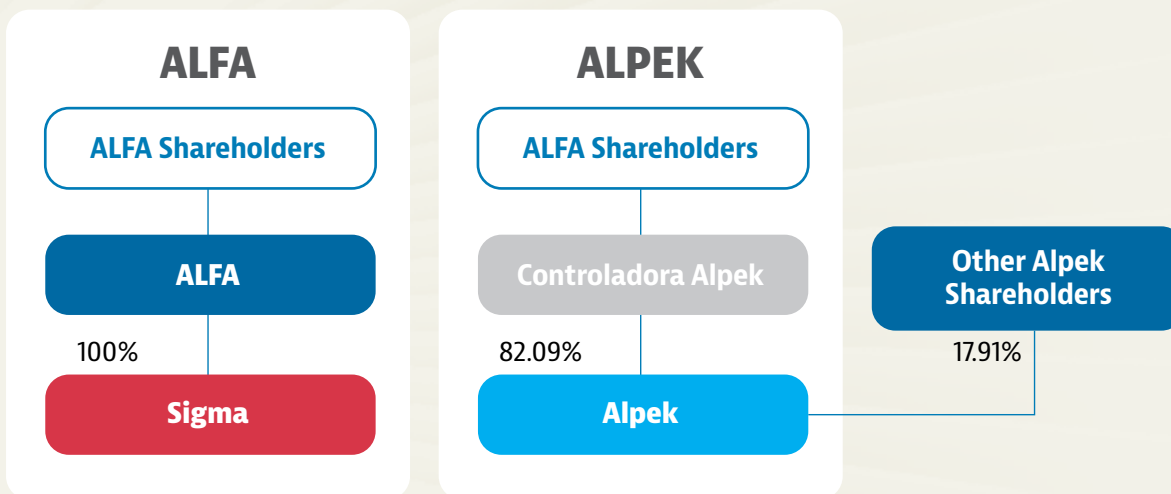 ALFA
ALFA Shareholders
ALFA
100%
Sigma
ALPEK
ALFA Shareholders
Controladora Alpek
82.09%
Alpek
Other Alpek
Shareholders
17.91%